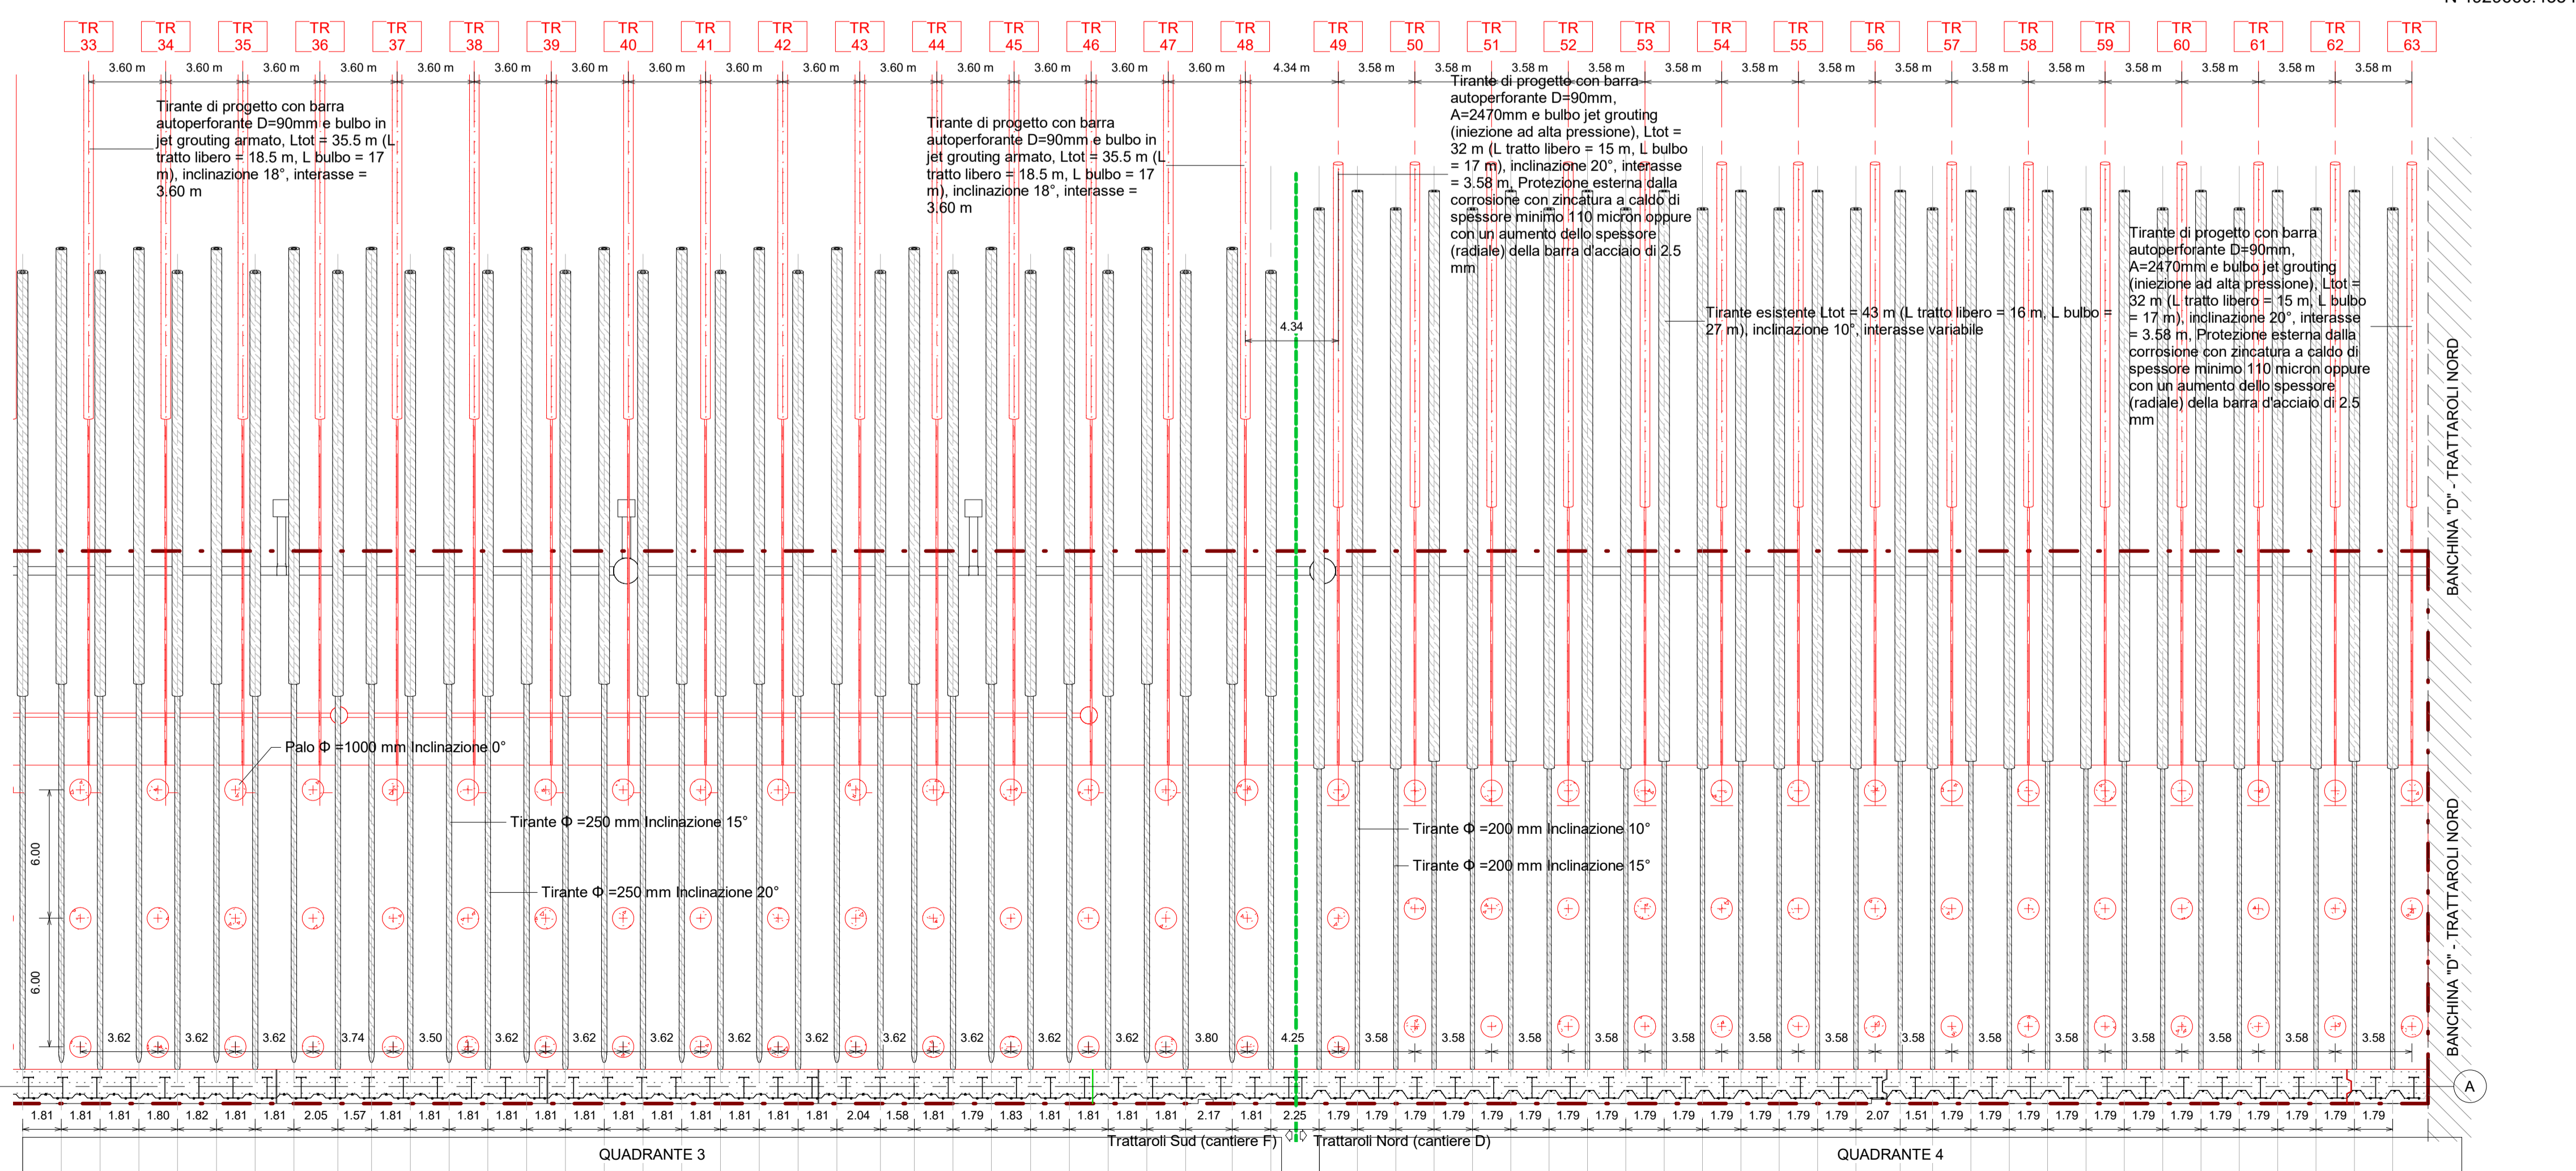 TR 33 TR 34 TR 35 TR 36 TR 37 TR 38 TR 39 TR 40 TR 41 TR 42 TR 43 TR 44 TR 45 TR 46 TR 47 TR 48 TR 49 TR 50 TR 51 TR 52 TR 53 TR 54 TR 55 TR 56 TR 57 TR 58 TR 59 TR 60 TR 61 TR 62 TR 63
3.60 m 3.60 m 3.60 m 3.60 m 3.60 m 3.60 m 3.60 m 3.60 m 3.60 m 3.60 m 3.60 m 3.60 m 3.60 m 3.60 m 3.60 m 4.34 m 3.58 m 3.58 m 3.58 m 3.58 m 3.58 m 3.58 m 3.58 m 3.58 m 3.58 m 3.58 m 3.58 m 3.58 m 3.58 m 3.58 m
Tirante di progetto con barra
autoperforante D=90mm e bulbo in
jet grouting armato, Ltot = 35.5 m (L
tratto libero = 18.5 m, L bulbo = 17
m), inclinazione 18°, interasse =
3.60 m
Tirante di progetto con barra
autoperforante D=90mm e bulbo in
jet grouting armato, Ltot = 35.5 m (L
tratto libero = 18.5 m, L bulbo = 17
m), inclinazione 18°, interasse =
3.60 m
Tirante di progetto con barra
autoperforante D=90mm,
A=2470mm e bulbo jet grouting
(iniezione ad alta pressione), Ltot =
32 m (L tratto libero = 15 m, L bulbo
= 17 m), inclinazione 20°, interasse
= 3.58 m, Protezione esterna dalla
corrosione con zincatura a caldo di
spessore minimo 110 micron oppure
con un aumento dello spessore
(radiale) della barra d'acciaio di 2.5
mm
Tirante di progetto con barra
autoperforante D=90mm,
A=2470mm e bulbo jet grouting
(iniezione ad alta pressione), Ltot =
32 m (L tratto libero = 15 m, L bulbo
= 17 m), inclinazione 20°, interasse
= 3.58 m, Protezione esterna dalla
corrosione con zincatura a caldo di
spessore minimo 110 micron oppure
con un aumento dello spessore
(radiale) della barra d'acciaio di 2.5
mm
4.34
Tirante esistente Ltot = 43 m (L tratto libero = 16 m, L bulbo =
27 m), inclinazione 10°, interasse variabile
BANCHINA "D" - TRATTAROLI NORD
Palo Φ =1000 mm Inclinazione 0°
Tirante Φ =250 mm Inclinazione 15°
Tirante Φ =250 mm Inclinazione 20°
Tirante Φ =200 mm Inclinazione 10°
Tirante Φ =200 mm Inclinazione 15°
6.00
6.00
BANCHINA "D" - TRATTAROLI NORD
3.62 3.62 3.62 3.74 3.50 3.62 3.62 3.62 3.62 3.62 3.62 3.62 3.62 3.62 3.80 4.25 3.58 3.58 3.58 3.58 3.58 3.58 3.58 3.58 3.58 3.58 3.58 3.58 3.58 3.58
A
1.81 1.81 1.81 1.80 1.82 1.81 1.81 2.05 1.57 1.81 1.81 1.81 1.81 1.81 1.81 1.81 1.81 1.81 1.81 1.81 1.81 2.04 1.58 1.81 1.79 1.83 1.81 1.81 1.81 1.81 2.17 1.81 2.25 1.79 1.79 1.79 1.79 1.79 1.79 1.79 1.79 1.79 1.79 1.79 1.79 1.79 1.79 2.07 1.51 1.79 1.79 1.79 1.79 1.79 1.79 1.79 1.79 1.79 1.79 1.79
Trattaroli Sud (cantiere F) Trattaroli Nord (cantiere D)
QUADRANTE 3
QUADRANTE 4